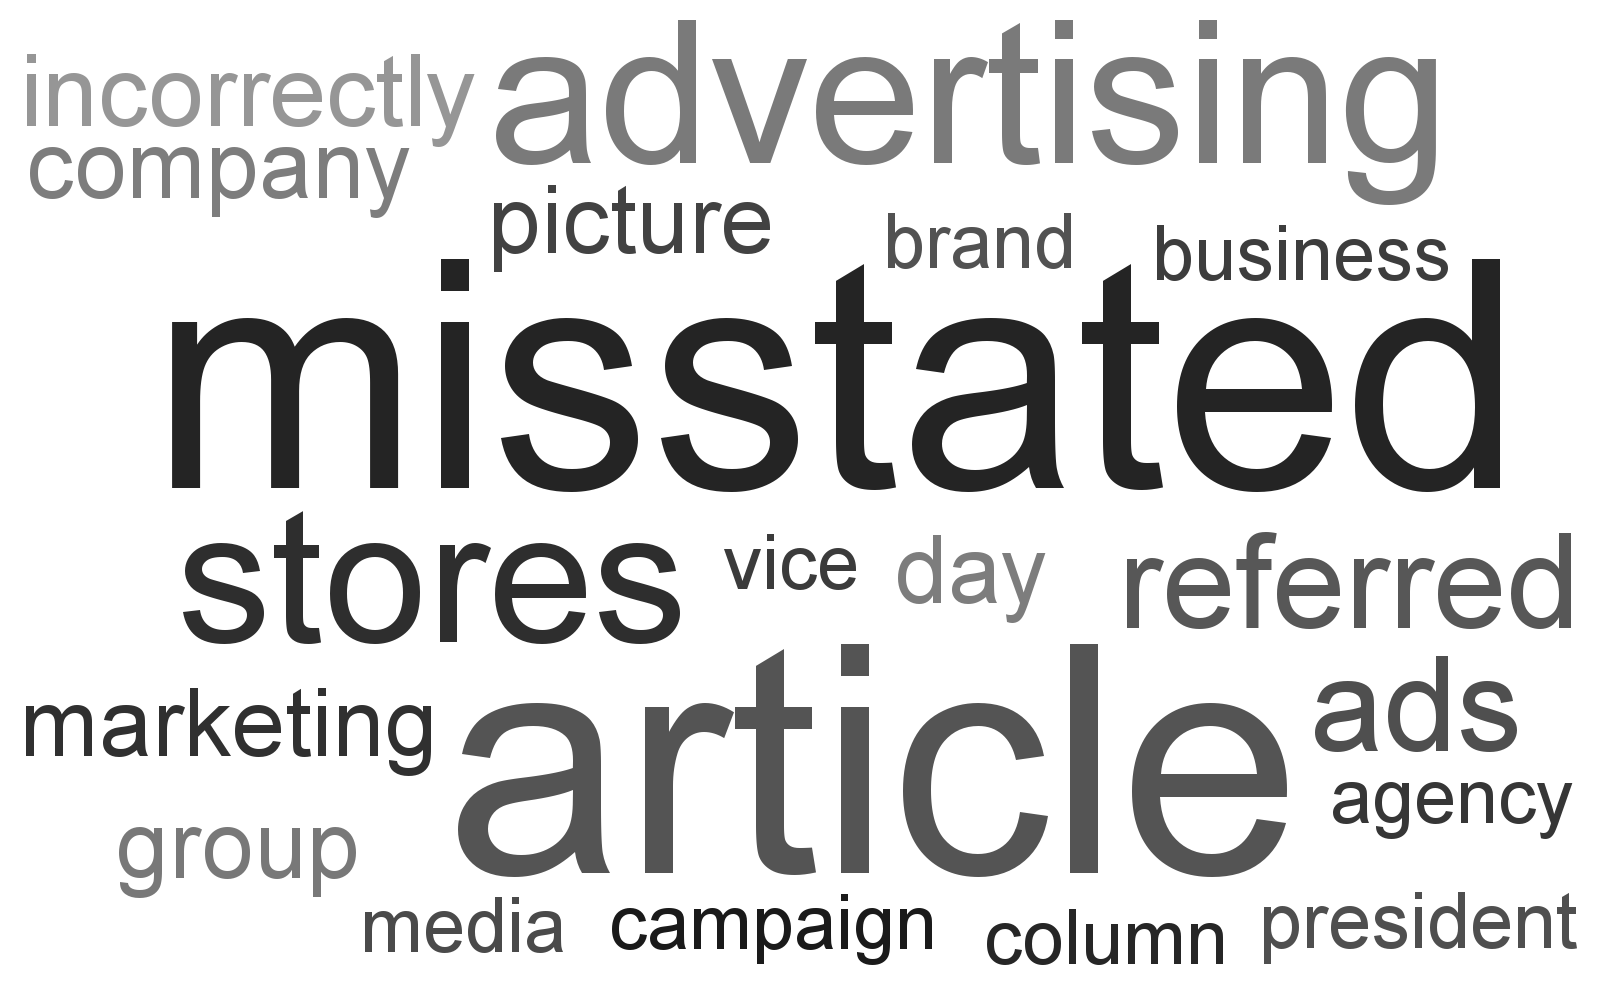 incorrectly advertising
company
picture brand business
misstated
stores vice day referred
marketing article ads
agency
group
media campaign column president